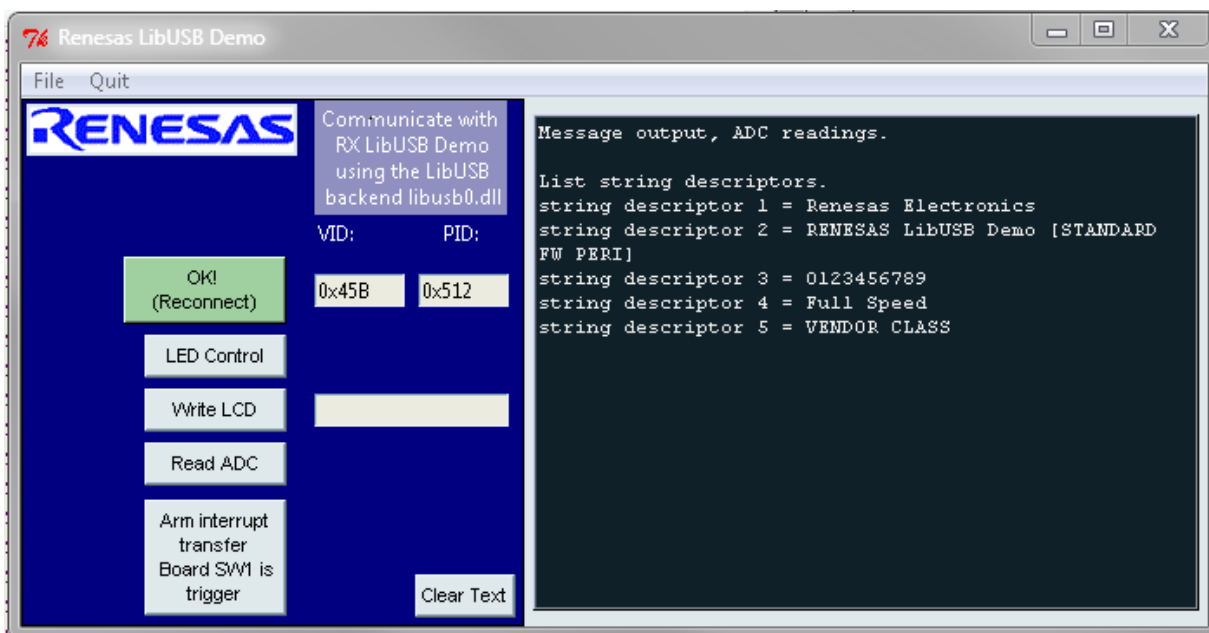 Renesas LibUSB Demo
File Quit
RENESAS
Communicate with
RX LibUSB Demo
using the LibUSB
backend libusb0.dll
VID: PID:
OK!
(Reconnect)
0x45B 0x512
LED Control
Write LCD
Read ADC
Arm interrupt
transfer
Board SW1 is
trigger
Clear Text
Message output, ADC readings.
List string descriptors.
string descriptor 1 = Renesas Electronics
string descriptor 2 = RENESAS LibUSB Demo [STANDARD
FW PERI]
string descriptor 3 = 0123456789
string descriptor 4 = Full Speed
string descriptor 5 = VENDOR CLASS